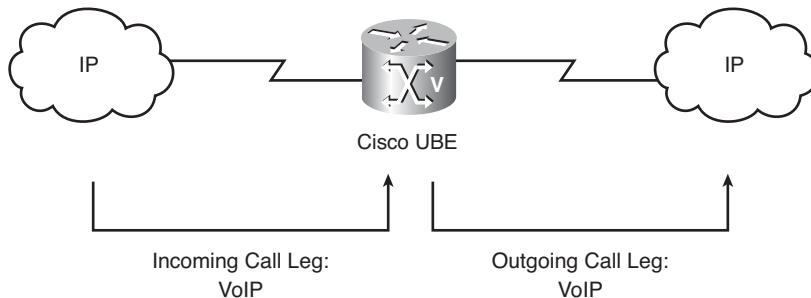 IP
V
IP
Cisco UBE
Incoming Call Leg:
VoIP
Outgoing Call Leg:
VoIP